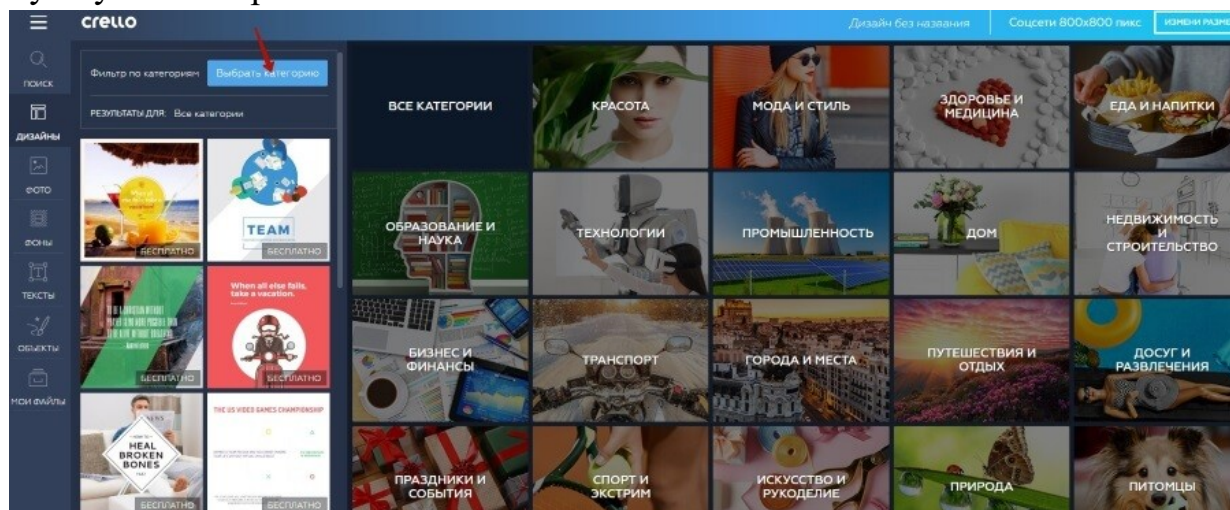 crello
Дизайн без названия
Соцсети 800x800 пикс
ПОИСК
ДИЗАЙНЫ
ФОТО
ФОНЫ
ТЕКСТЫ
ОБЪЕКТЫ
МОИ ФАЙЛЫ
Фильтр по категориям
Выбрать категорию
РЕЗУЛЬТАТЫ ДЛЯ: Все категории
БЕСПЛАТНО
TEAM
БЕСПЛАТНО
БЕСПЛАТНО
When all else fails,
take a vacation.
БЕСПЛАТНО
HOW TO
HEAL
BROKEN
BONES
БЕСПЛАТНО
THE US VIDEO GAMES CHAMPIONSHIP
БЕСПЛАТНО
ВСЕ КАТЕГОРИИ
КРАСОТА
МОДА И СТИЛЬ
ЗДОРОВЬЕ И
МЕДИЦИНА
ЕДА И НАПИТКИ
ОБРАЗОВАНИЕ И
НАУКА
ТЕХНОЛОГИИ
ПРОМЫШЛЕННОСТЬ
ДОМ
НЕДВИЖИМОСТЬ
И
СТРОИТЕЛЬСТВО
БИЗНЕС И
ФИНАНСЫ
ТРАНСПОРТ
ГОРОДА И МЕСТА
ПУТЕШЕСТВИЯ И
ОТДЫХ
ДОСУГ И
РАЗВЛЕЧЕНИЯ
ПРАЗДНИКИ И
СОБЫТИЯ
СПОРТ И
ЭКСТРИМ
ИСКУССТВО И
РУКОДЕЛИЕ
ПРИРОДА
ПИТОМЦЫ